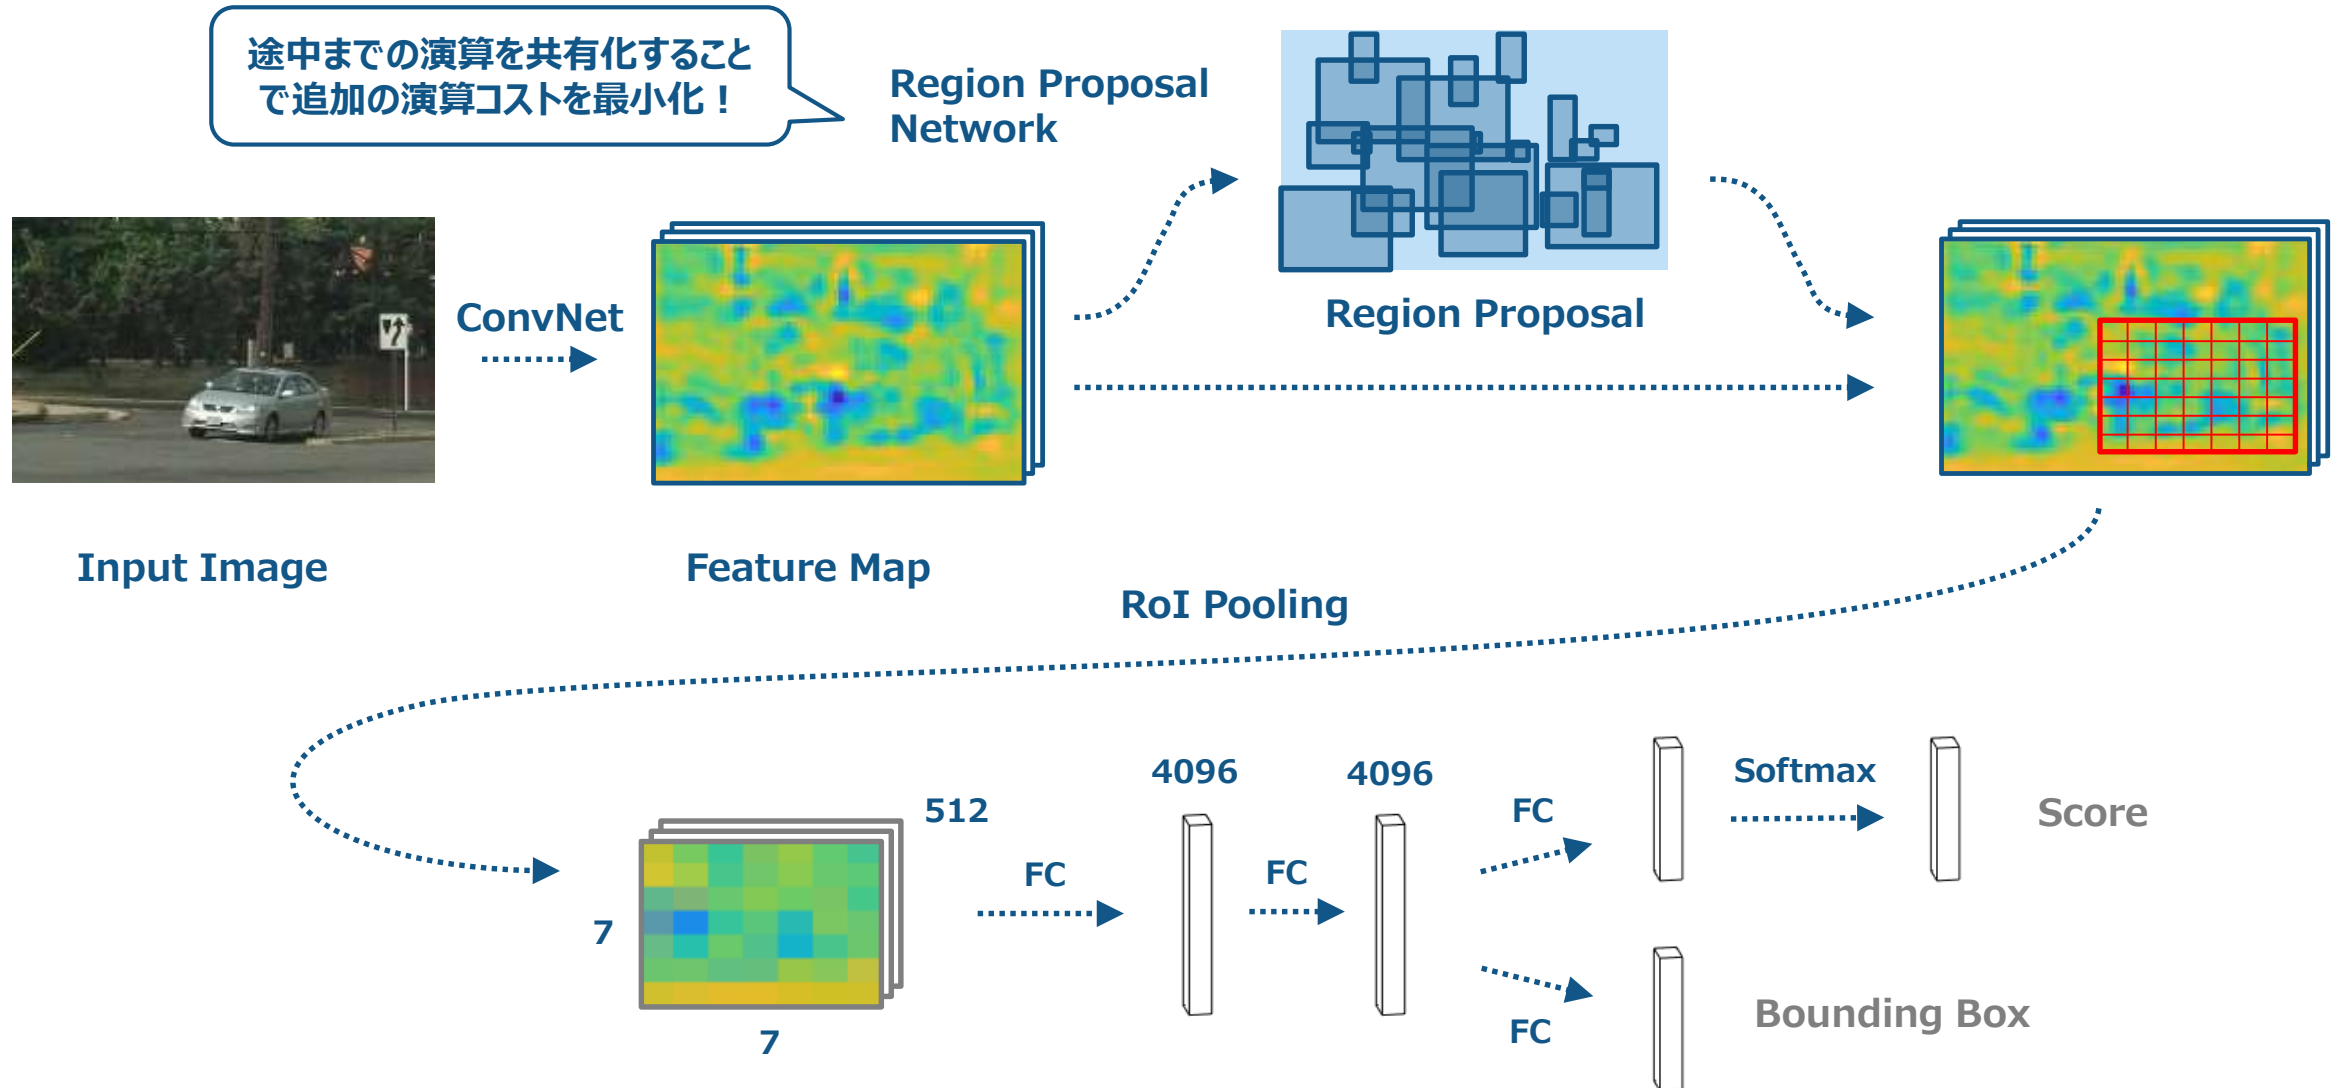 途中までの演算を共有化すること
で追加の演算コストを最小化！
Region Proposal
Network
ConvNet
Region Proposal
Input Image
Feature Map
RoI Pooling
4096
4096
Softmax
512
FC
Score
FC
FC
7
7
FC
Bounding Box